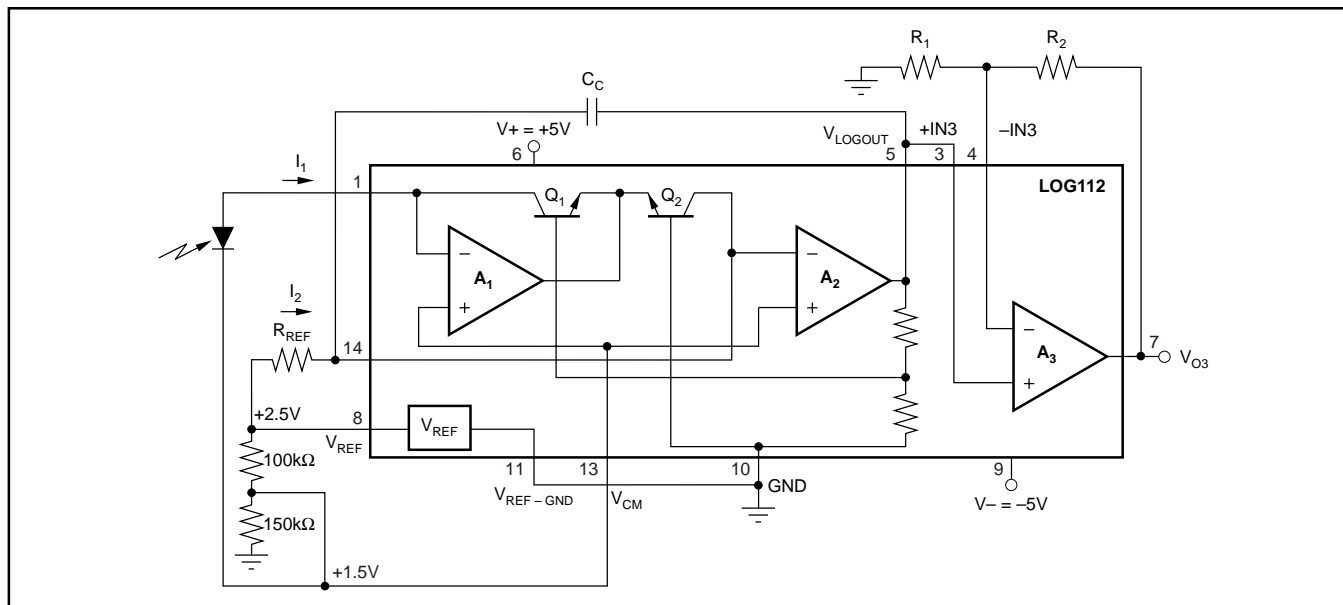 R1
R2
CC
V+ = +5V
6
VLOGOUT
5
+IN3
3
–IN3
4
I1
1
Q1
Q2
LOG112
–
A1
+
–
A2
+
I2
RREF
14
–
A3
+
7
VO3
+2.5V
8
VREF
VREF
100kΩ
11
13
10
9
VREF – GND
VCM
GND
V– = –5V
150kΩ
+1.5V